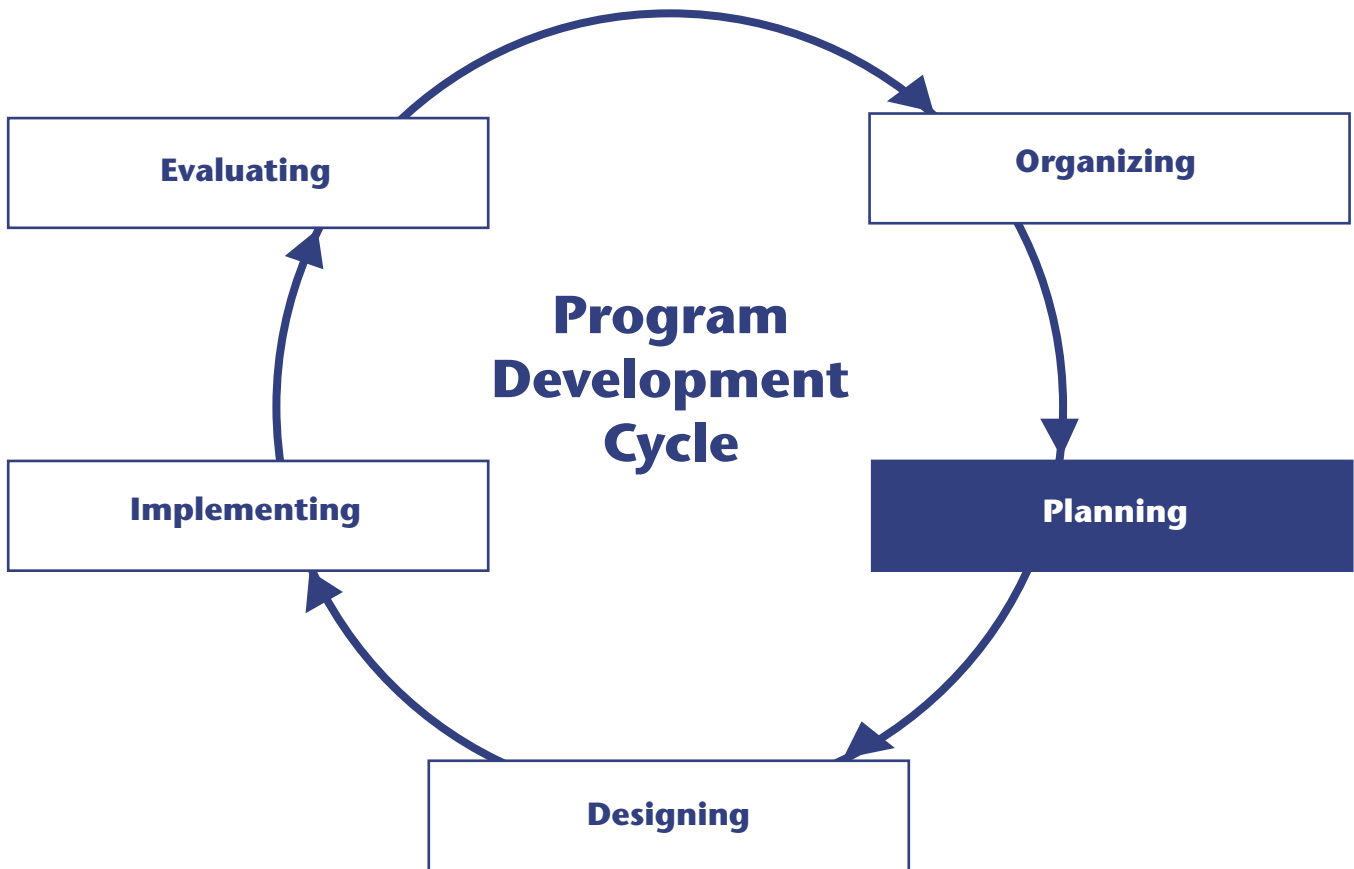 Evaluating
Organizing
Program
Development
Cycle
Implementing
Planning
Designing